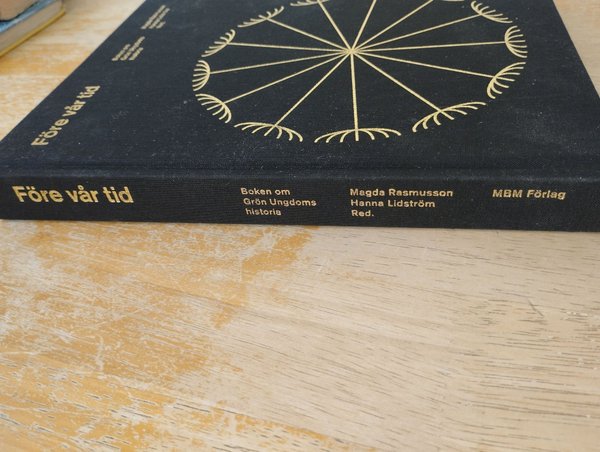 Före vår tid
Före vår tid
Boken om
Grön Ungdoms
historia
Magda Rasmusson
Hanna Lidström
Red.
MBM Förlag